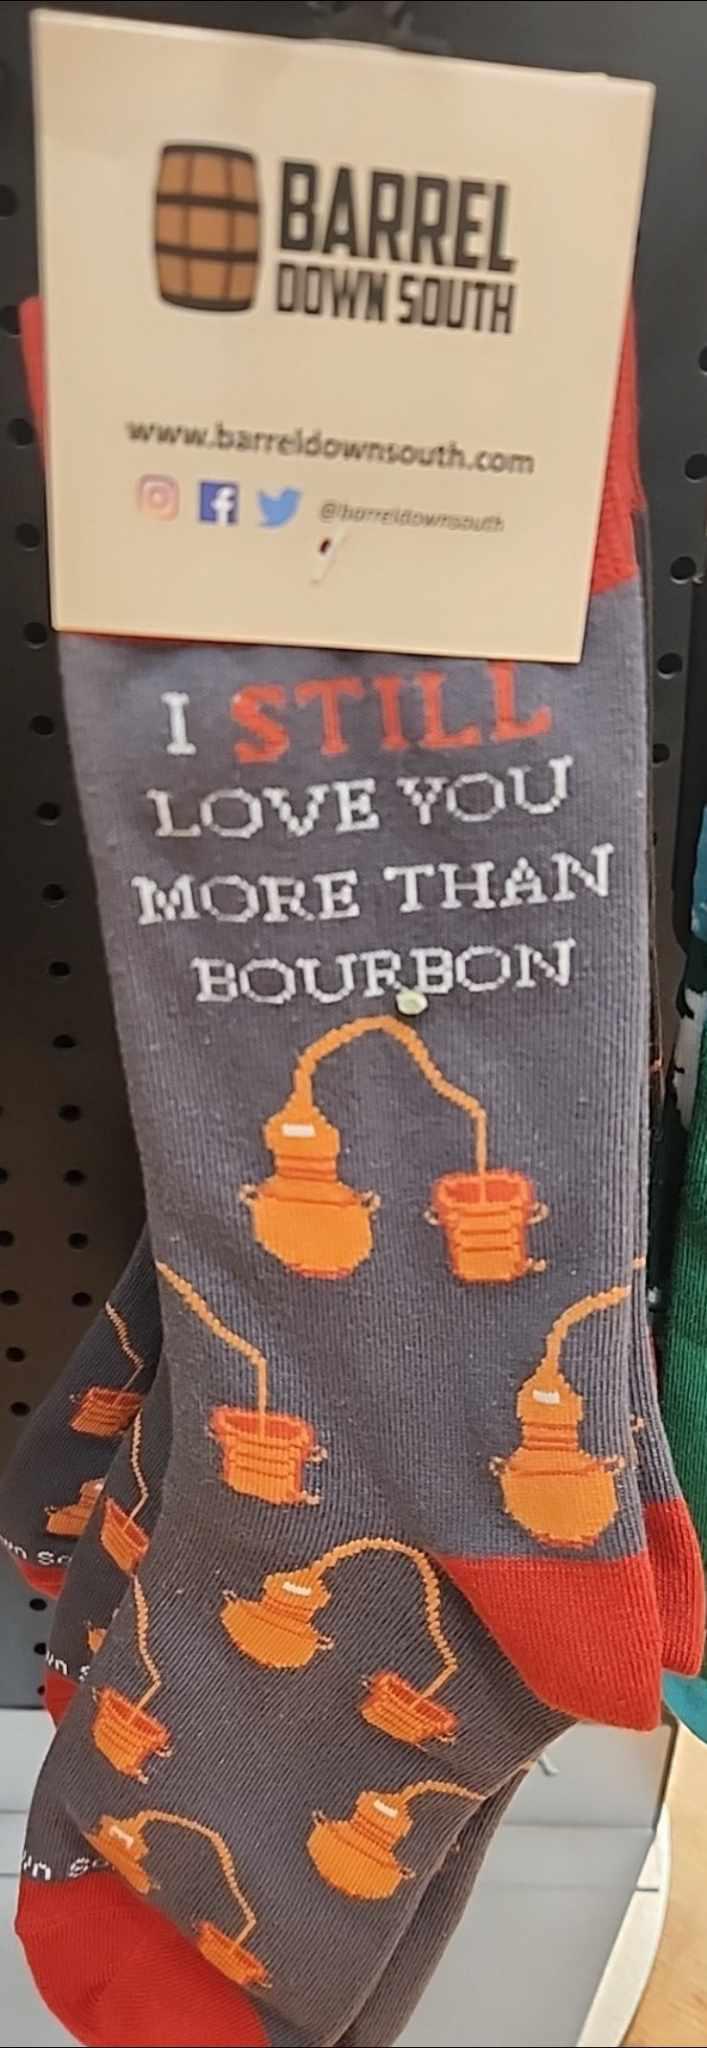 BARREL
DOWN SOUTH
www.barreldownsouth.com
@barreldownsouth
I STILL
LOVE YOU
MORE THAN
BOURBON